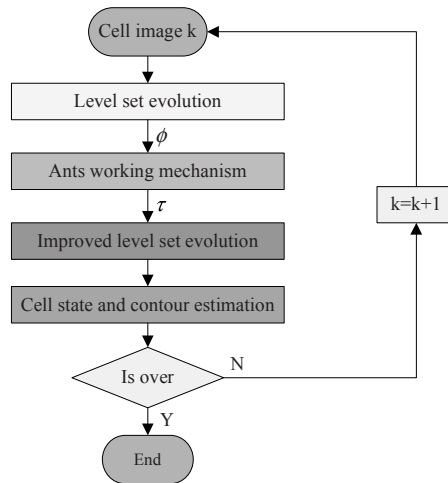 Cell image k
Level set evolution
ϕ
Ants working mechanism
τ
k=k+1
Improved level set evolution
Cell state and contour estimation
Is over
N
Y
End